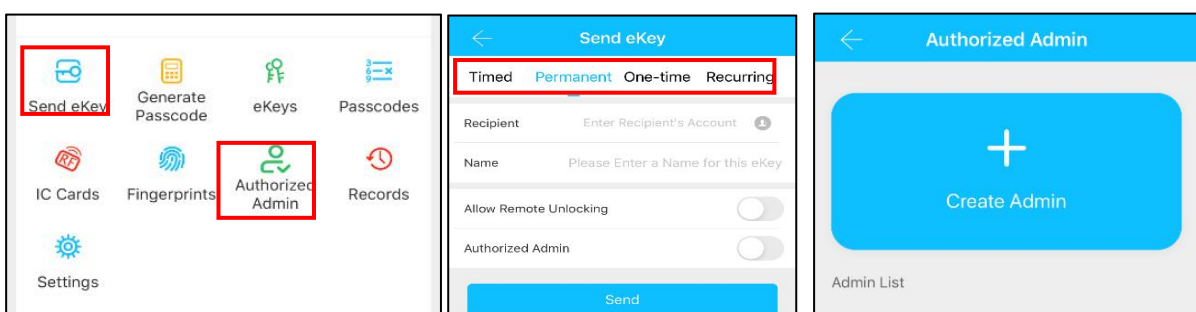 Send eKey
Generate
Passcode
eKeys
Passcodes
IC Cards
Fingerprints
Authorized
Admin
Records
Settings
Send eKey
Timed Permanent One-time Recurring
Recipient Enter Recipient's Account
Name Please Enter a Name for this eKey
Allow Remote Unlocking
Authorized Admin
Send
Authorized Admin
Create Admin
Admin List